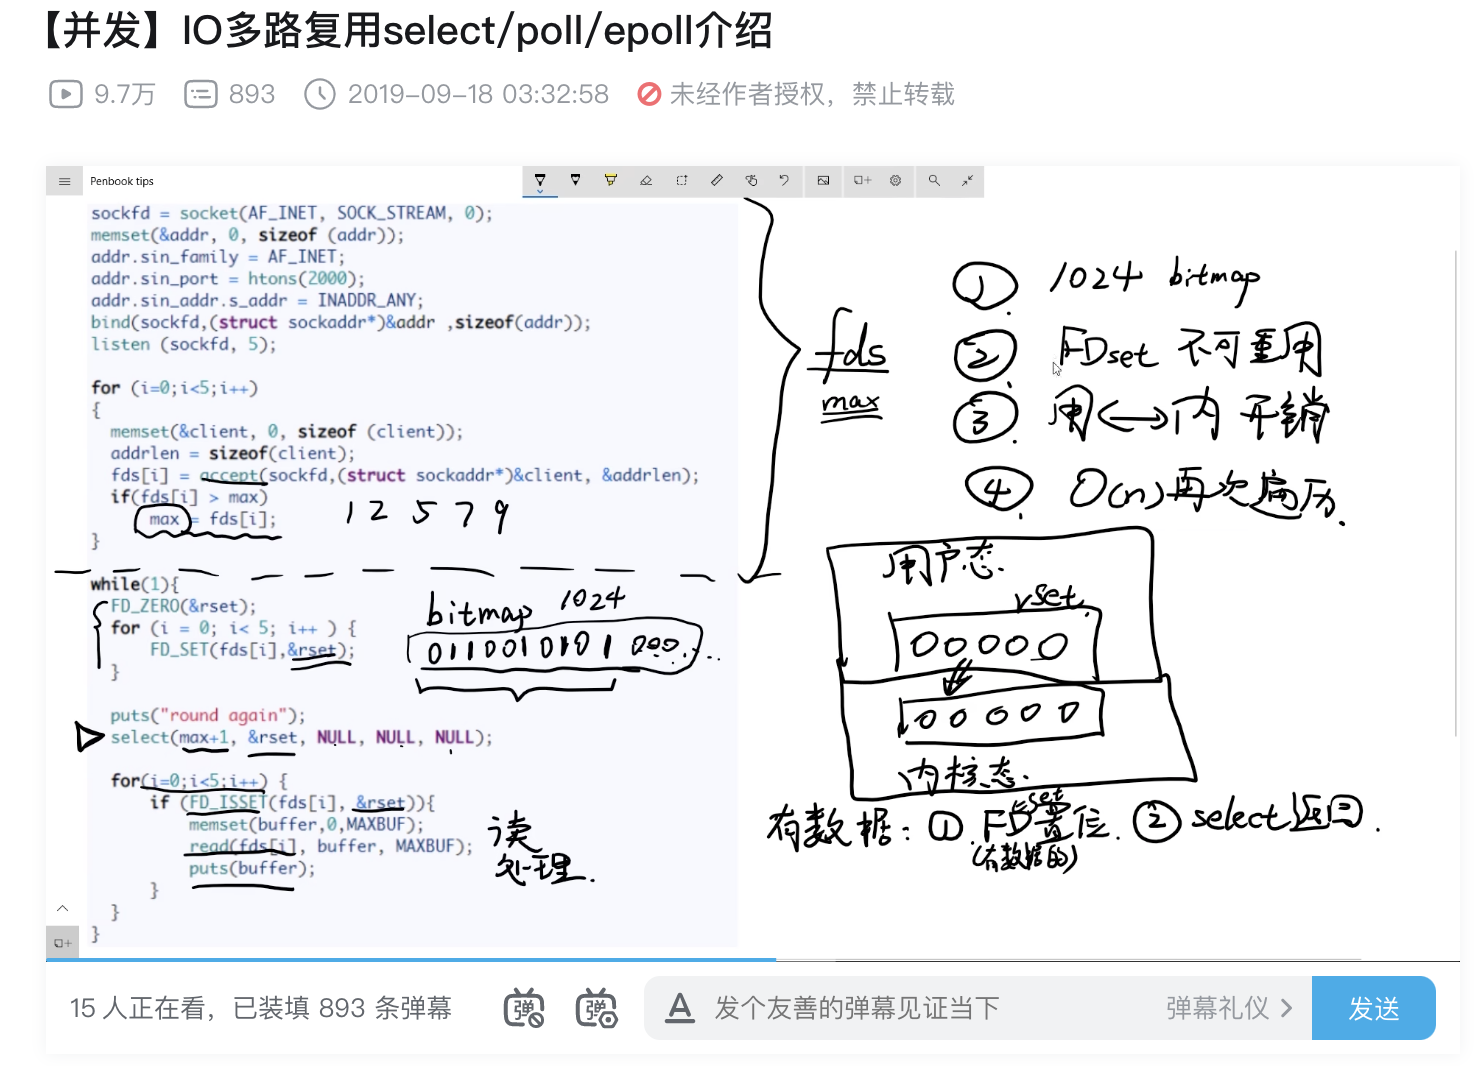 【并发】IO多路复用select/poll/epoll介绍
9.7万 893 2019-09-18 03:32:58 未经作者授权，禁止转载
Penbook tips
sockfd = socket(AF_INET, SOCK_STREAM, 0);
memset(&addr, 0, sizeof (addr));
addr.sin_family = AF_INET;
addr.sin_port = htons(2000);
addr.sin_addr.s_addr = INADDR_ANY;
bind(sockfd,(struct sockaddr*)&addr ,sizeof(addr));
listen (sockfd, 5);
for (i=0;i<5;i++)
{
memset(&client, 0, sizeof (client));
addrlen = sizeof(client);
fds[i] = accept(sockfd,(struct sockaddr*)&client, &addrlen);
if(fds[i] > max)
max = fds[i];
}
1 2 5 7 9
while(1){
FD_ZERO(&rset);
for (i = 0; i< 5; i++ ) {
FD_SET(fds[i],&rset);
}
bitmap 1024
0110010101 000...
puts("round again");
select(max+1, &rset, NULL, NULL, NULL);
for(i=0;i<5;i++) {
if (FD_ISSET(fds[i], &rset)){
memset(buffer,0,MAXBUF);
read(fds[i], buffer, MAXBUF);
puts(buffer);
}
}
}
读
处理.
fds
max
① 1024 bitmap
② FDset 不可重用
③ 用↔内 开销
④ O(n)再次遍历.
用户态
rset
00000
00000
内核态
有数据: ① FD置位. ② select返回.
set
(有数据的)
15 人正在看，已装填 893 条弹幕
弹
弹
A 发个友善的弹幕见证当下 弹幕礼仪 > 发送